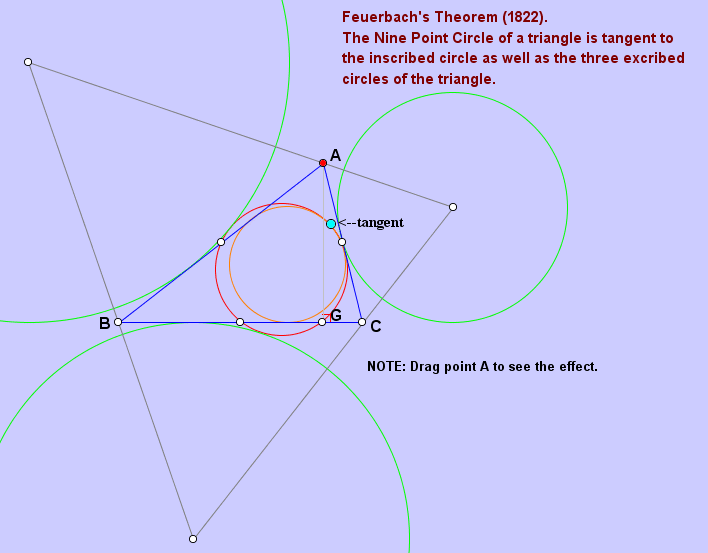 Feuerbach's Theorem (1822).
The Nine Point Circle of a triangle is tangent to
the inscribed circle as well as the three excribed
circles of the triangle.
A
<--tangent
G
B
C
NOTE: Drag point A to see the effect.